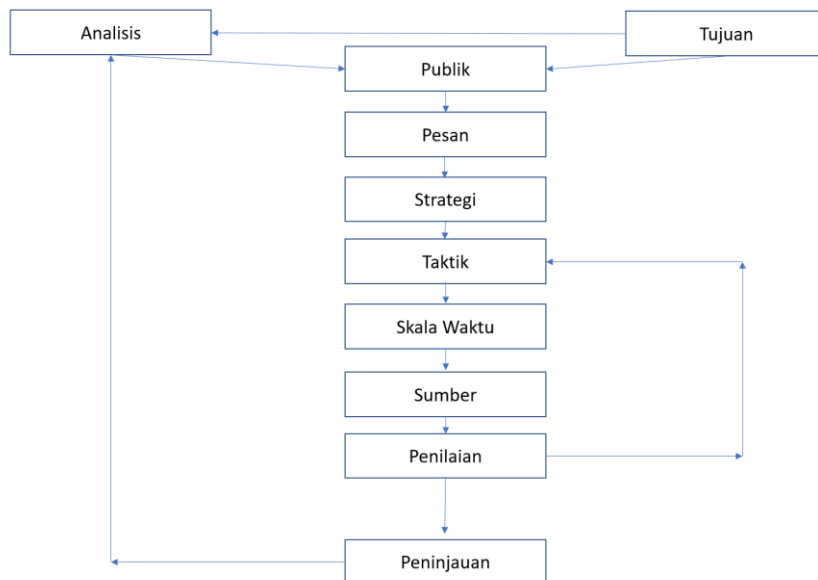 Analisis
Tujuan
Publik
Pesan
Strategi
Taktik
Skala Waktu
Sumber
Penilaian
Peninjauan